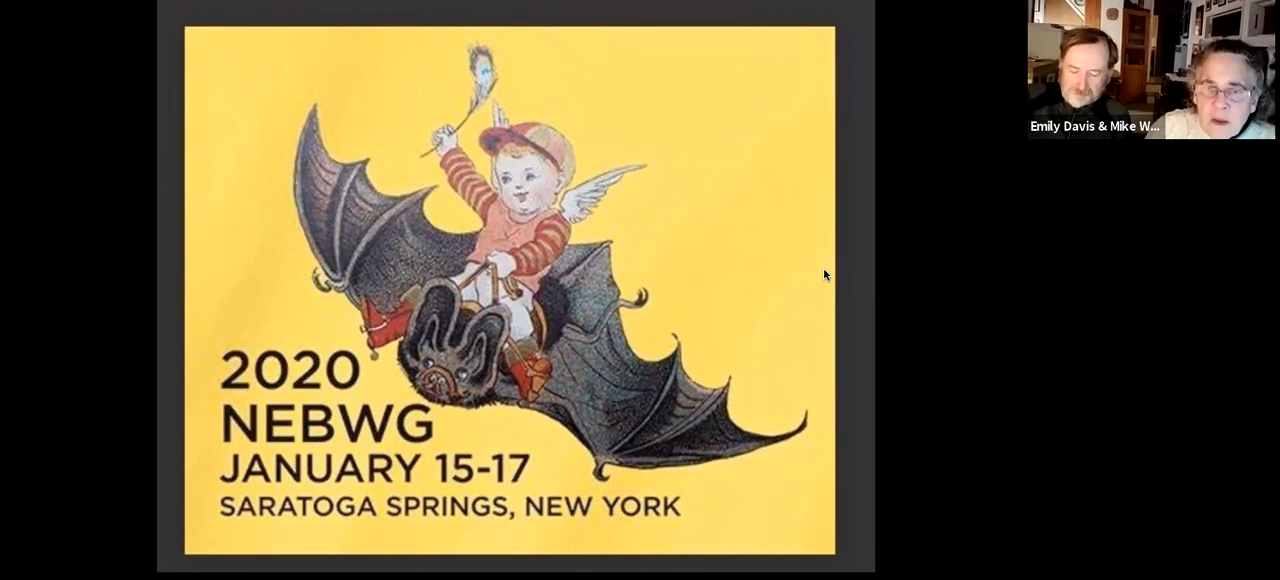 2020
NEBWG
JANUARY 15-17
SARATOGA SPRINGS, NEW YORK
Emily Davis & Mike W...